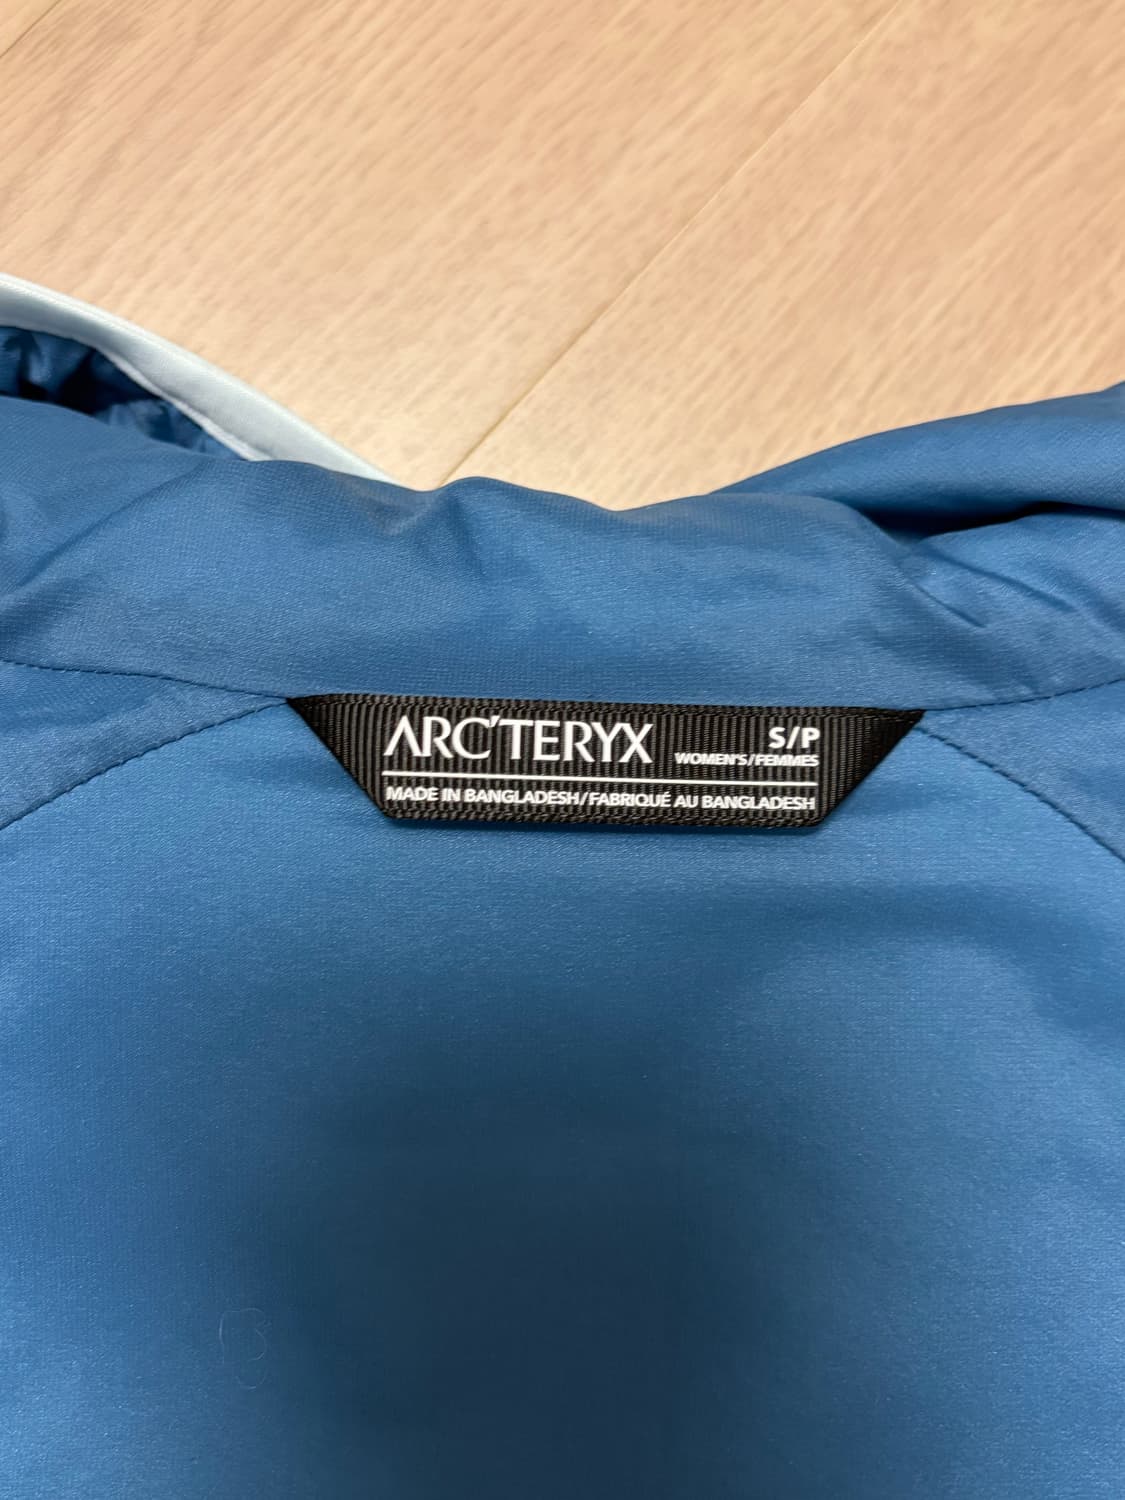 ARC'TERYX
S/P
WOMEN'S/FEMMES
MADE IN BANGLADESH/FABRIQUÉ AU BANGLADESH